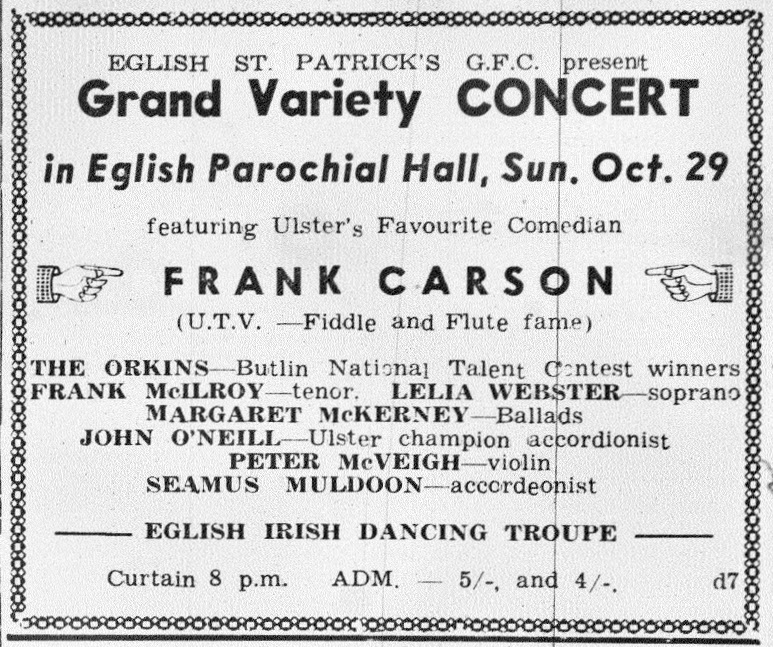 EGLISH ST. PATRICK'S G.F.C. present
Grand Variety CONCERT
in Eglish Parochial Hall, Sun. Oct. 29
featuring Ulster's Favourite Comedian
FRANK CARSON
(U.T.V. —Fiddle and Flute fame)
THE ORKINS—Butlin National Talent Contest winners
FRANK McILROY—tenor. LELIA WEBSTER—soprano
MARGARET McKERNEY—Ballads
JOHN O'NEILL—Ulster champion accordionist
PETER McVEIGH—violin
SEAMUS MULDOON—accordeonist
—— EGLISH IRISH DANCING TROUPE ——
Curtain 8 p.m. ADM. — 5/-, and 4/-. d7